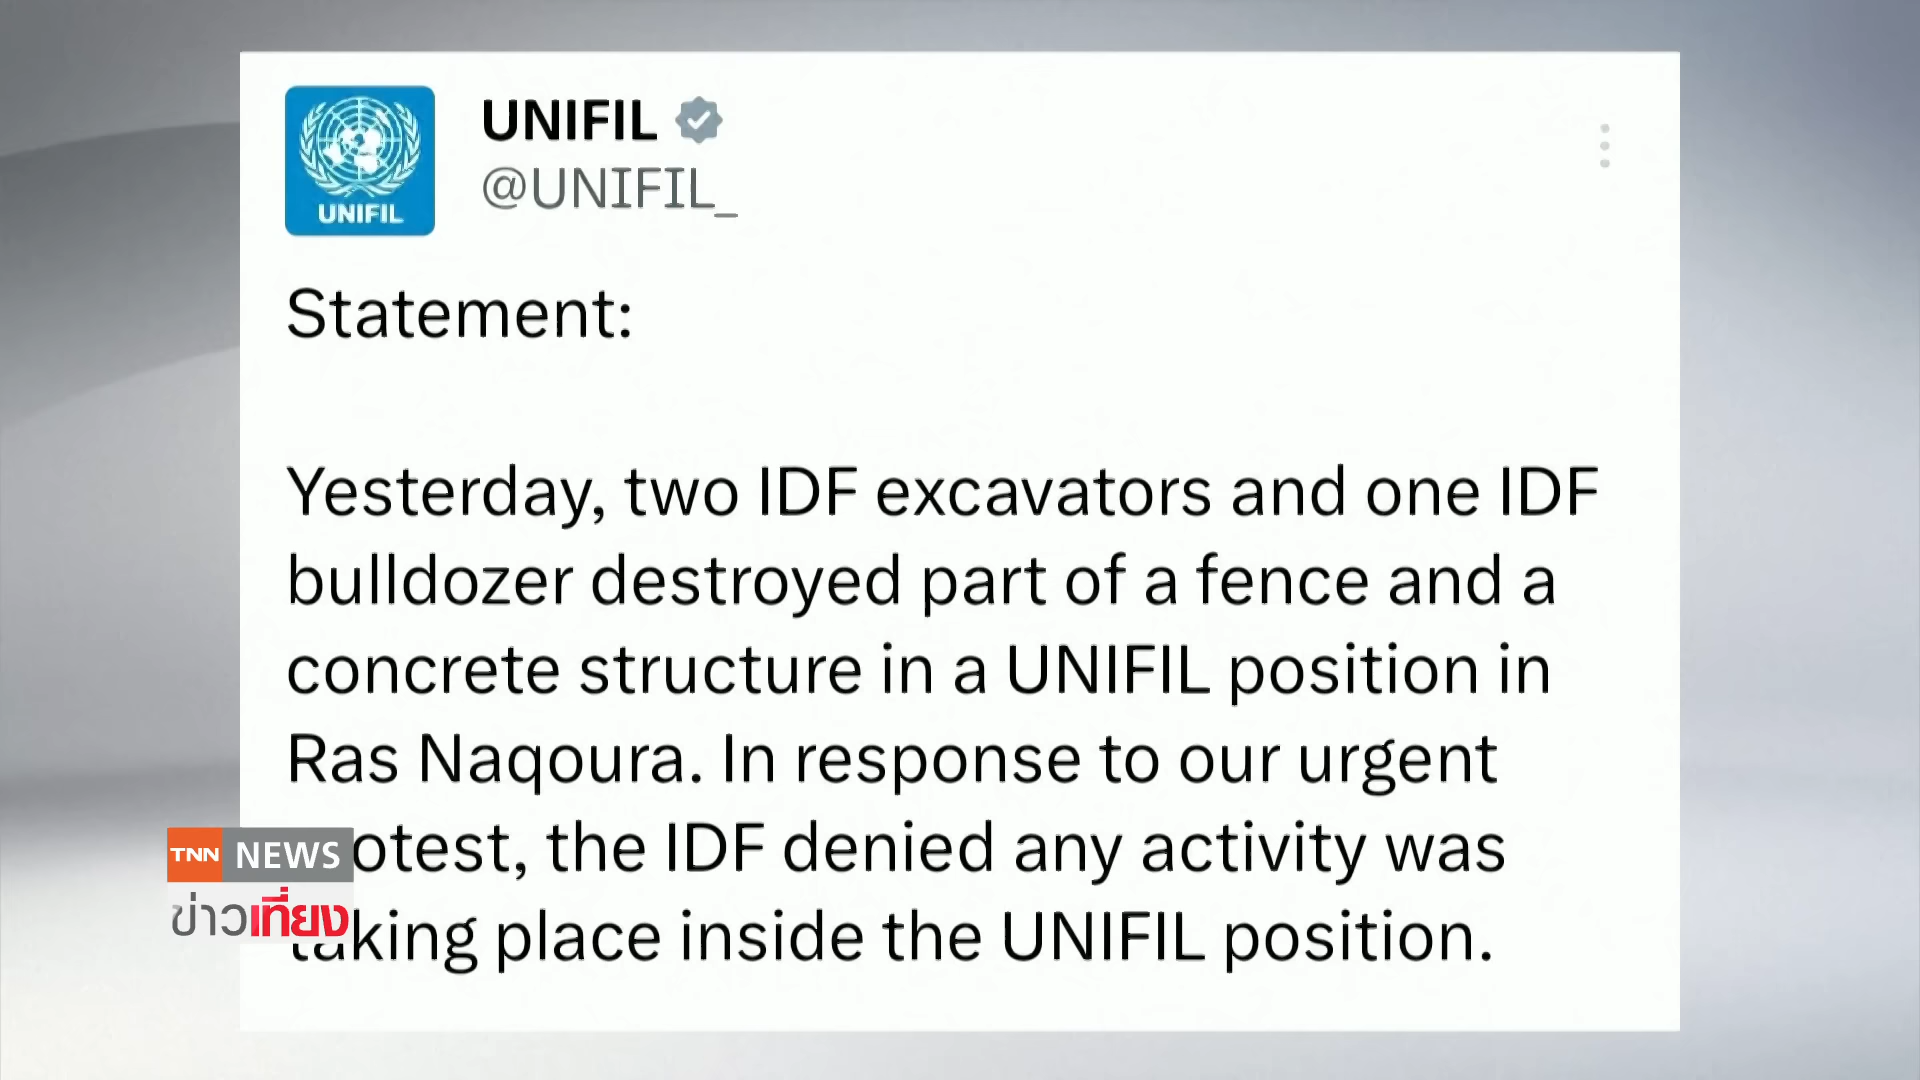 UNIFIL
@UNIFIL_
UNIFIL
Statement:
Yesterday, two IDF excavators and one IDF
bulldozer destroyed part of a fence and a
concrete structure in a UNIFIL position in
Ras Naqoura. In response to our urgent
otest, the IDF denied any activity was
taking place inside the UNIFIL position.
TNN NEWS
ข่าวเที่ยง